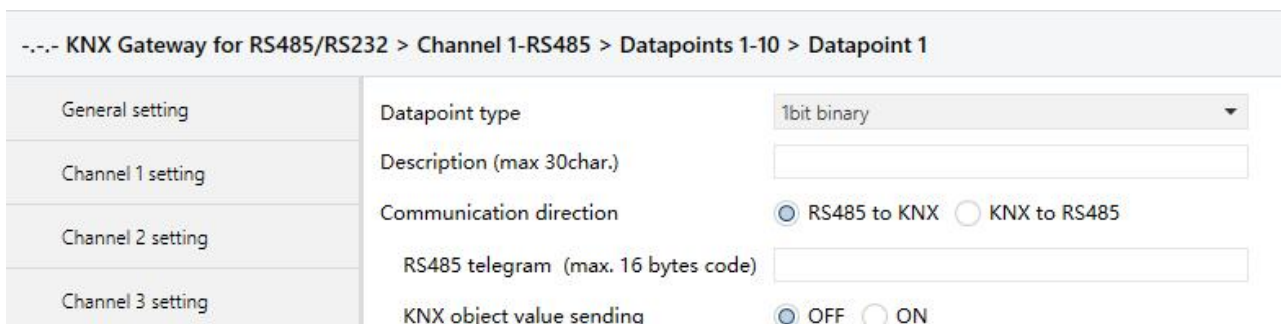 -.-.- KNX Gateway for RS485/RS232 > Channel 1-RS485 > Datapoints 1-10 > Datapoint 1
General setting
Channel 1 setting
Channel 2 setting
Channel 3 setting
Datapoint type 1bit binary
Description (max 30char.)
Communication direction RS485 to KNX KNX to RS485
RS485 telegram (max. 16 bytes code)
KNX object value sending OFF ON